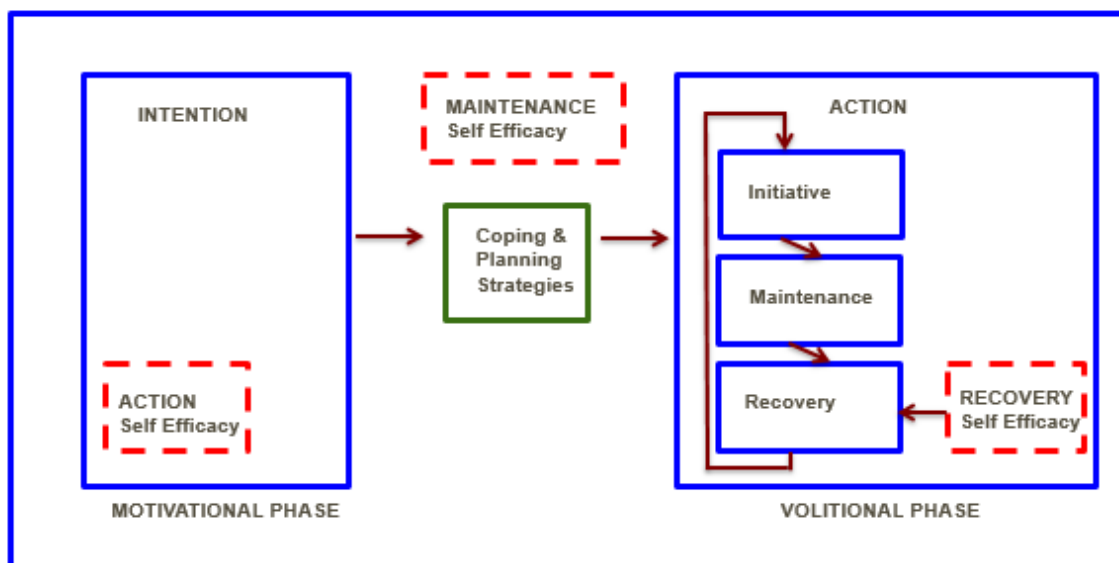 INTENTION
ACTION
Self Efficacy
MOTIVATIONAL PHASE
MAINTENANCE
Self Efficacy
Coping &
Planning
Strategies
ACTION
Initiative
Maintenance
Recovery
RECOVERY
Self Efficacy
VOLITIONAL PHASE